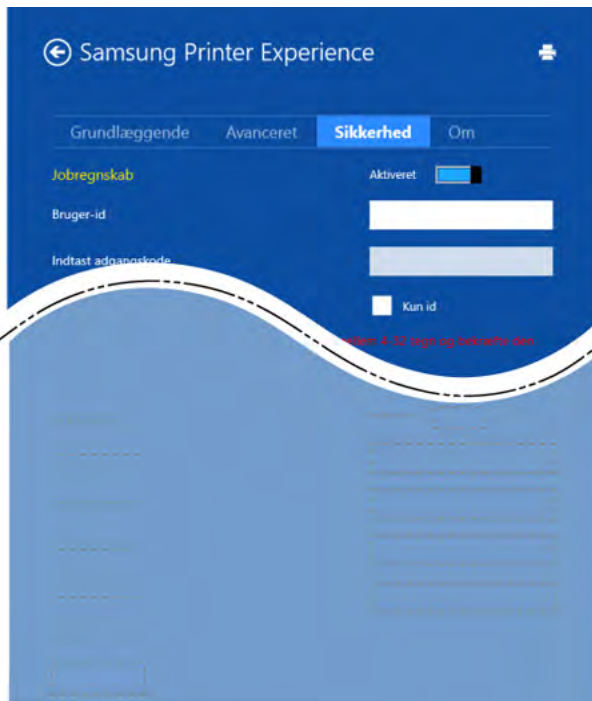 Samsung Printer Experience
Grundlæggende Avanceret Sikkerhed Om
Jobregnskab Aktiveret
Bruger-id
Indtast adgangskode
Kun id
4-32 tegn og bekræfte den